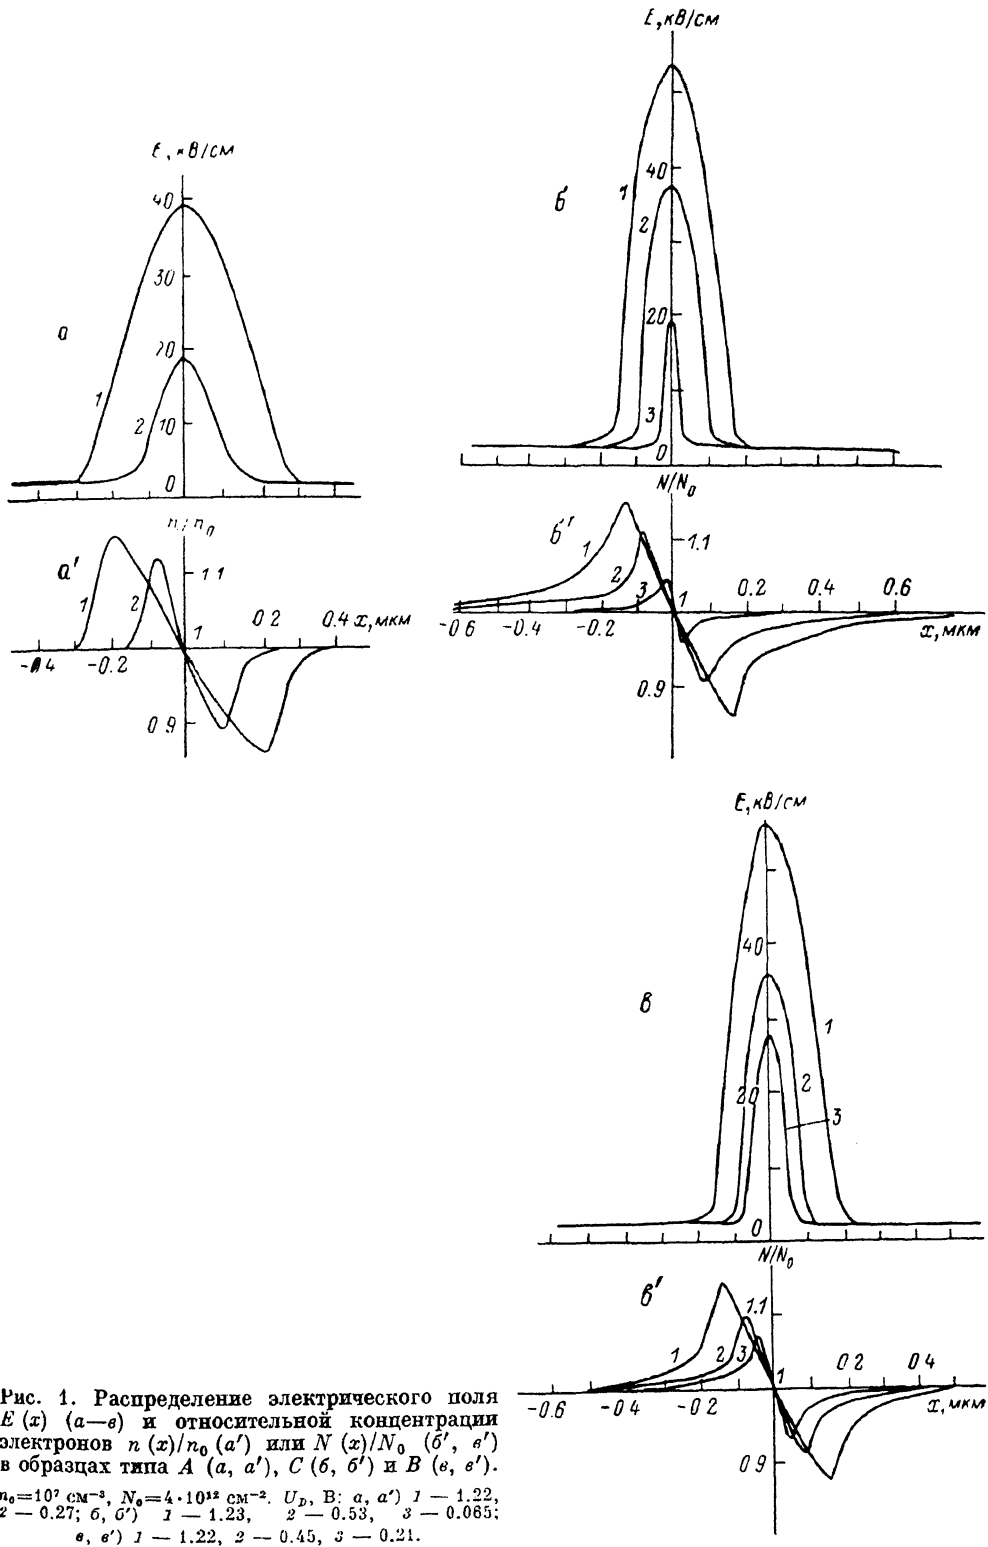 E, кВ/см
40
30
20
10
0
а
1
2
n/n₀
1.1
а′
1
2
1
0.2
0.4 x, мкм
-0.4
-0.2
0.9
E, кВ/см
40
20
0
б
1
2
3
N/N₀
1.1
б′
1
2
3
1
0.2
0.4
0.6
-0.6
-0.4
-0.2
x, мкм
0.9
E, кВ/см
40
20
0
в
1
2
3
N/N₀
1.1
в′
1
2
3
1
0.2
0.4
-0.6
-0.4
-0.2
x, мкм
0.9
Рис. 1. Распределение электрического поля
E (x) (а—в) и относительной концентрации
электронов n (x)/n₀ (а′) или N (x)/N₀ (б′, в′)
в образцах типа A (а, а′), C (б, б′) и B (в, в′).
n₀=10⁷ см⁻³, N₀=4·10¹² см⁻². U_D, В: а, а′) 1 — 1.22,
2 — 0.27; б, б′) 1 — 1.23, 2 — 0.53, 3 — 0.065;
в, в′) 1 — 1.22, 2 — 0.45, 3 — 0.21.